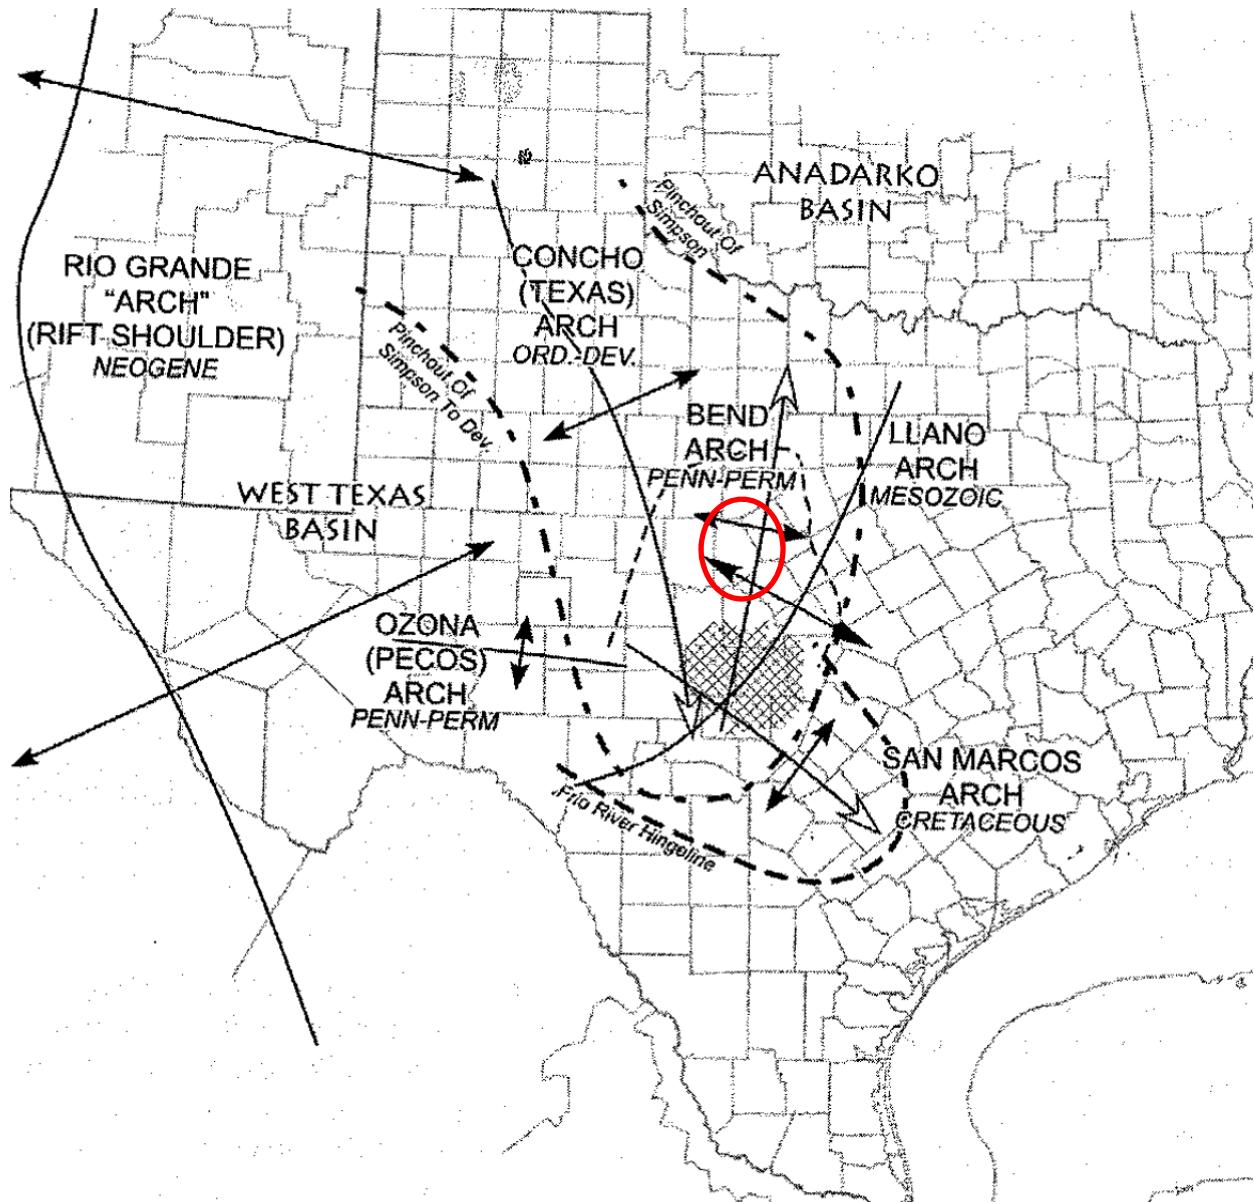 ANADARKO
BASIN
Pinchout Of
Simpson
CONCHO
(TEXAS)
ARCH
ORD.-DEV.
RIO GRANDE
"ARCH"
(RIFT SHOULDER)
NEOGENE
Pinchout Of
Simpson To Dev.
BEND
ARCH
PENN-PERM
LLANO
ARCH
MESOZOIC
WEST TEXAS
BASIN
OZONA
(PECOS)
ARCH
PENN-PERM
SAN MARCOS
ARCH
CRETACEOUS
Frio River Hingeline